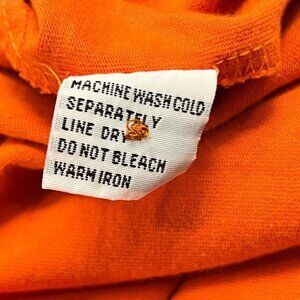 MACHINE WASH COLD
SEPARATELY
LINE DRY
DO NOT BLEACH
WARM IRON